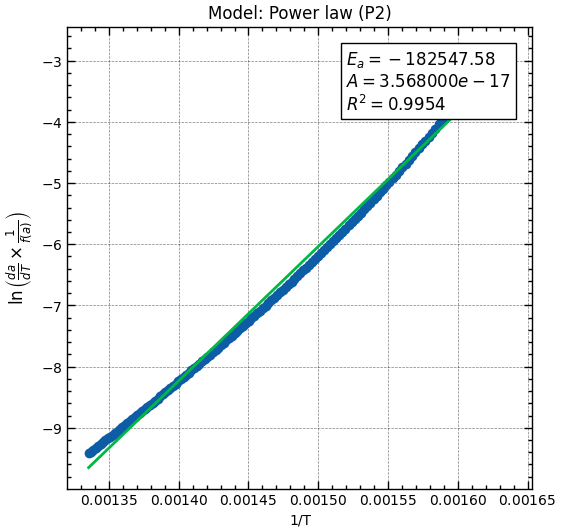 Model: Power law (P2)
E_a = −182547.58
A = 3.568000e − 17
R^2 = 0.9954
−3
−4
−5
−6
−7
−8
−9
ln (da/dT × 1/f(a))
0.00135 0.00140 0.00145 0.00150 0.00155 0.00160 0.00165
1/T